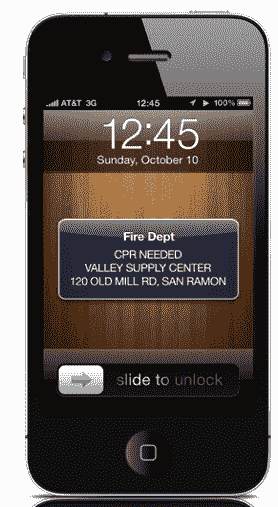 AT&T 3G 12:45 100%
12:45
Sunday, October 10
Fire Dept
CPR NEEDED
VALLEY SUPPLY CENTER
120 OLD MILL RD, SAN RAMON
slide to unlock